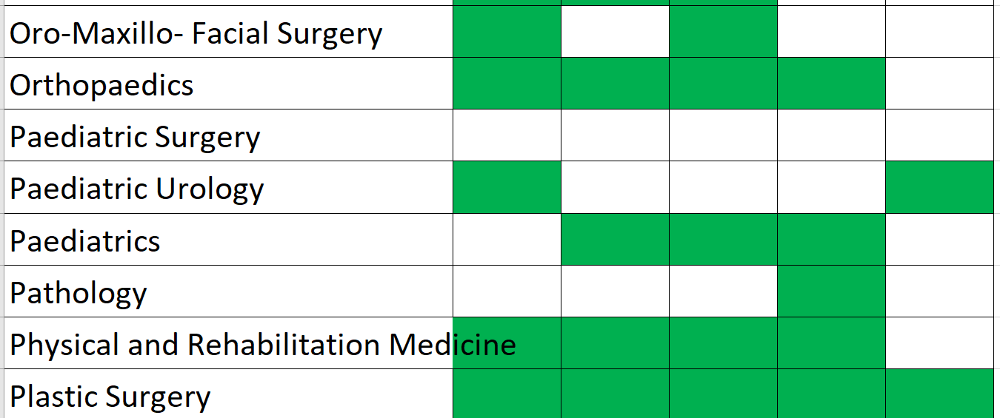 Oro-Maxillo- Facial Surgery
Orthopaedics
Paediatric Surgery
Paediatric Urology
Paediatrics
Pathology
Physical and Rehabilitation Medicine
Plastic Surgery